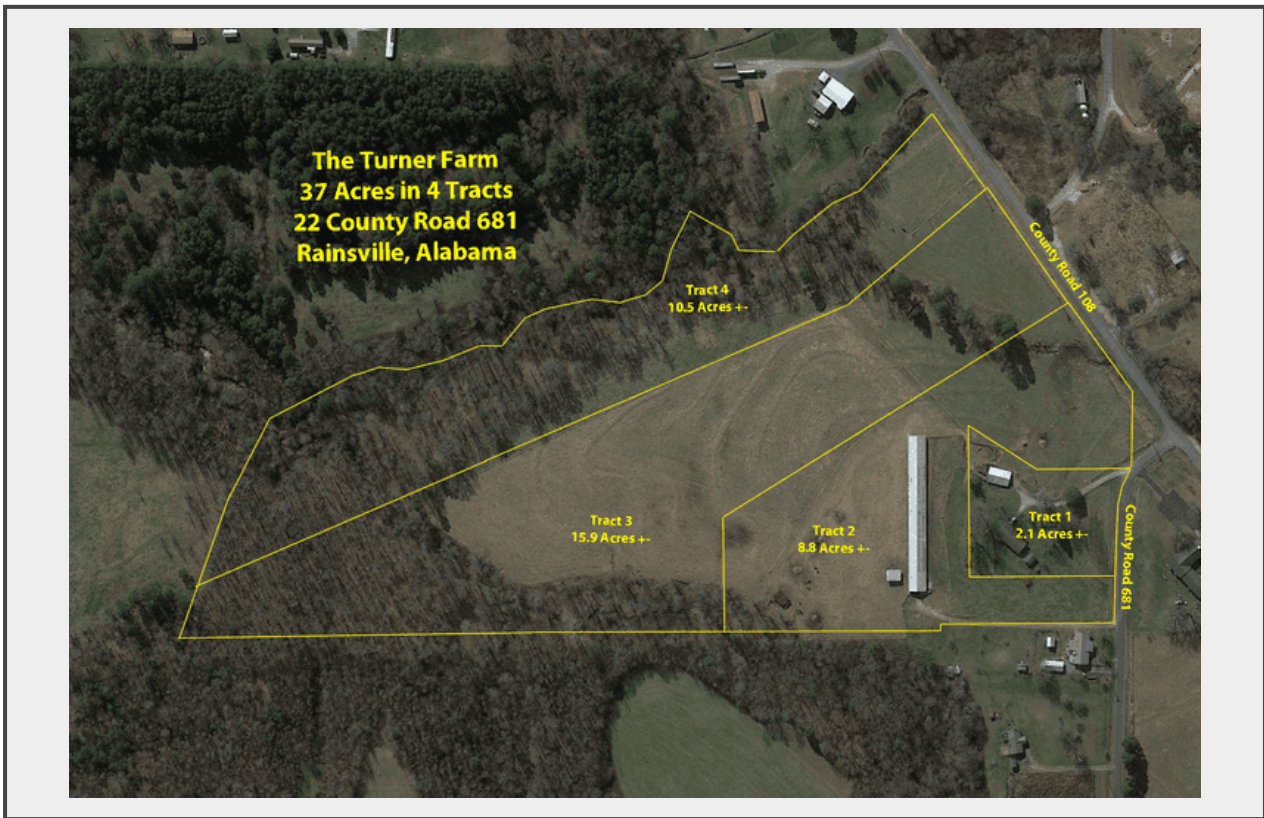 The Turner Farm
37 Acres in 4 Tracts
22 County Road 681
Rainsville, Alabama
County Road 108
Tract 4
10.5 Acres +-
Tract 3
15.9 Acres +-
Tract 2
8.8 Acres +-
Tract 1
2.1 Acres +-
County Road 681